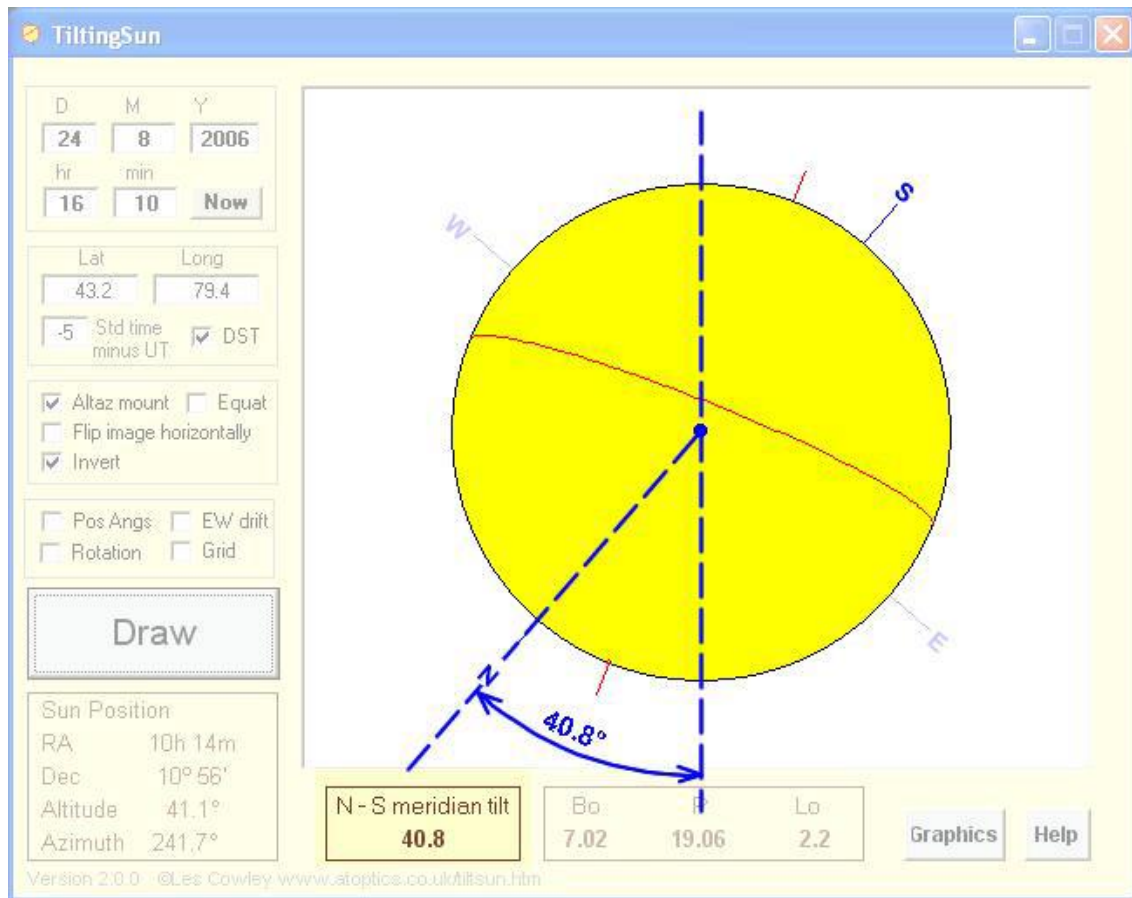 TiltingSun
D M Y
24 8 2006
hr min
16 10 Now
Lat Long
43.2 79.4
-5 Std time minus UT DST
Altaz mount Equat
Flip image horizontally
Invert
Pos Angs EW drift
Rotation Grid
Draw
Sun Position
RA 10h 14m
Dec 10º 56'
Altitude 41.1°
Azimuth 241.7°
W
S
E
N
40.8°
N - S meridian tilt
40.8
Bo P Lo
7.02 19.06 2.2
Graphics Help
Version 2.0.0 ©Les Cowley www.atoptics.co.uk/tiltsun.htm